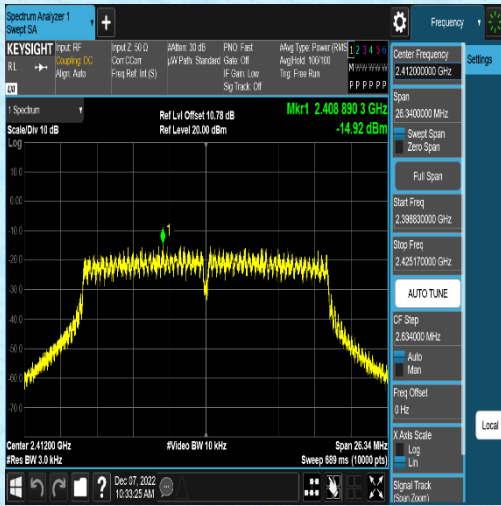 Spectrum Analyzer 1
Swept SA
+
Frequency
KEYSIGHT
Input: RF
Input Z: 50 Ω
#Atten: 30 dB
PNO: Fast
#Avg Type: Power (RMS
1 2 3 4 5 6
RL
Coupling: DC
Corr CCorr
µW Path: Standard
Gate: Off
Avg|Hold: 100/100
M W W W W W
Align: Auto
Freq Ref: Int (S)
IF Gain: Low
Trig: Free Run
Sig Track: Off
P P P P P P
LXI
Settings
Center Frequency
2.412000000 GHz
Span
26.3400000 MHz
Swept Span
Zero Span
Full Span
Start Freq
2.398830000 GHz
Stop Freq
2.425170000 GHz
AUTO TUNE
CF Step
2.634000 MHz
Auto
Man
Freq Offset
0 Hz
X Axis Scale
Log
Lin
Signal Track
(Span Zoom)
Local
1 Spectrum
Ref Lvl Offset 10.78 dB
Mkr1 2.408 890 3 GHz
Scale/Div 10 dB
Ref Level 20.00 dBm
-14.92 dBm
Log
10.0
0.00
-10.0
1
-20.0
-30.0
-40.0
-50.0
-60.0
-70.0
Center 2.41200 GHz
#Video BW 10 kHz
Span 26.34 MHz
#Res BW 3.0 kHz
Sweep 689 ms (10000 pts)
?
Dec 07, 2022
10:33:25 AM